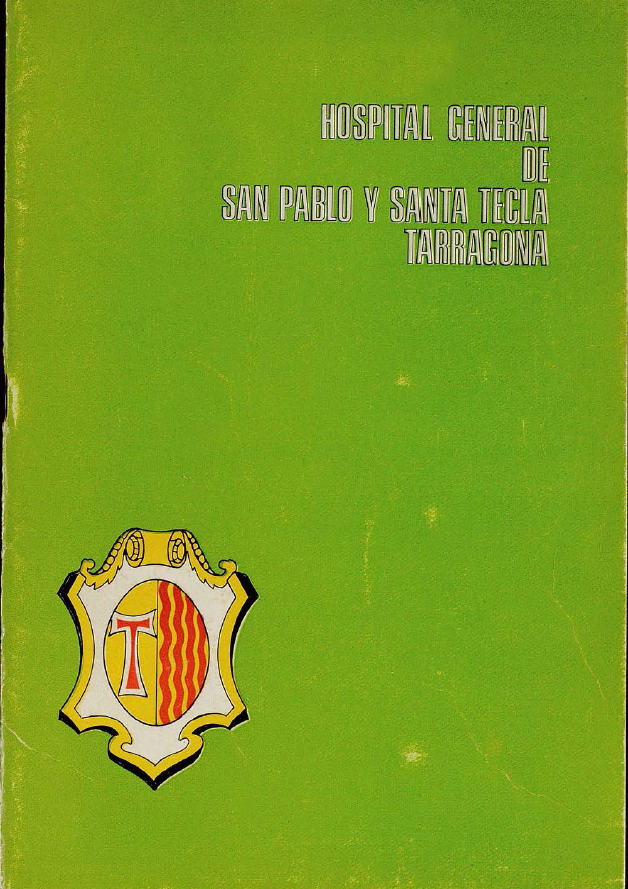 HOSPITAL GENERAL
DE
SAN PABLO Y SANTA TECLA
TARRAGONA
T